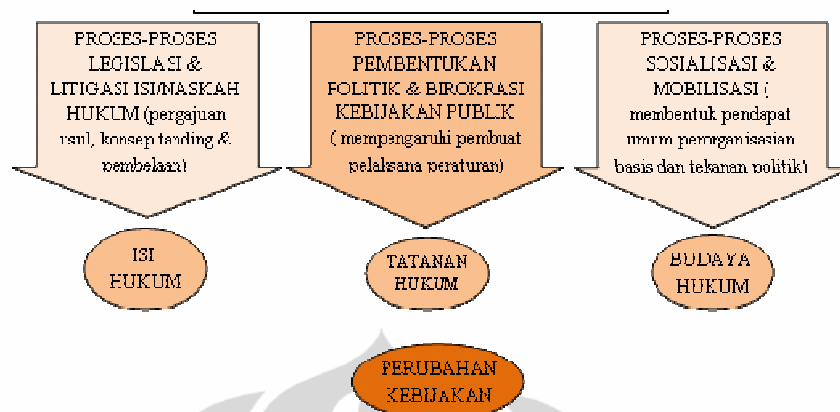 PROSES-PROSES
LEGISLASI &
LITIGASI ISI/NASKAH
HUKUM (pergajuan
usul, konsep tanding &
pembelaan)
PROSES-PROSES
PEMBENTUKAN
POLITIK & BIROKRASI
KEBIJAKAN PUBLIK
( mempengaruhi pembuat
pelaksana peraturan)
PROSES-PROSES
SOSIALISASI &
MOBILISASI (
membentuk pendapat
umum perorganisasian
basis dan tekanan politik)
ISI
HUKUM
TATANAN
HUKUM
BUDAYA
HUKUM
PERUBAHAN
KEBIJAKAN